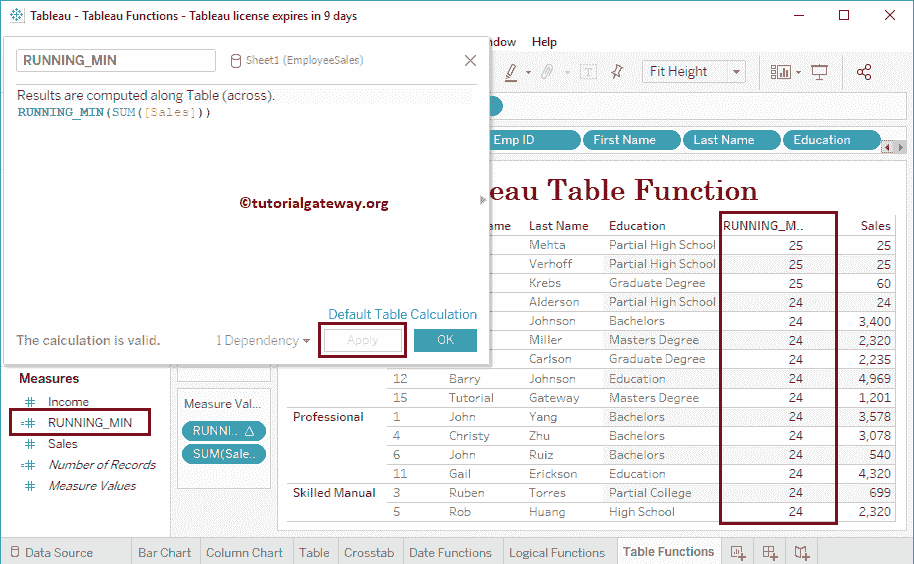 Tableau - Tableau Functions - Tableau license expires in 9 days
ndow Help
RUNNING_MIN Sheet1 (EmployeeSales)
Fit Height
Results are computed along Table (across).
RUNNING_MIN(SUM([Sales]))
Emp ID First Name Last Name Education
©tutorialgateway.org
eau Table Function
ame Last Name Education RUNNING_M.. Sales
Mehta Partial High School 25 25
Verhoff Partial High School 25 25
Krebs Graduate Degree 25 60
Alderson Partial High School 24 24
Johnson Bachelors 24 3,400
Miller Masters Degree 24 2,320
Carlson Graduate Degree 24 2,235
Default Table Calculation
The calculation is valid. 1 Dependency Apply OK
12 Barry Johnson Education 24 4,969
15 Tutorial Gateway Masters Degree 24 1,201
Professional 1 John Yang Bachelors 24 3,578
4 Christy Zhu Bachelors 24 3,078
6 John Ruiz Bachelors 24 540
11 Gail Erickson Education 24 4,320
Skilled Manual 3 Ruben Torres Partial College 24 699
5 Rob Huang High School 24 2,320
Measures
Income
RUNNING_MIN
Sales
Number of Records
Measure Values
Measure Val...
RUNNI..
SUM(Sale..
Data Source Bar Chart Column Chart Table Crosstab Date Functions Logical Functions Table Functions